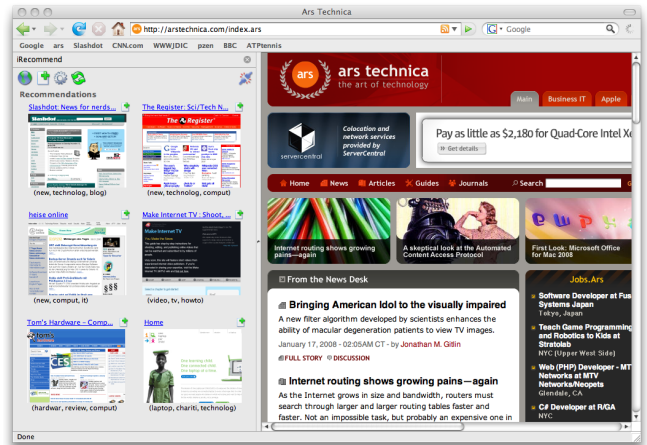 Ars Technica
http://arstechnica.com/index.ars
Google
Google ars Slashdot CNN.com WWWJDIC pzen BBC ATPtennis
iRecommend
Recommendations
Slashdot: News for nerds...
The Register: Sci/Tech N...
The Register
(new, technolog, blog)
(new, technolog, comput)
heise online
Make Internet TV : Shoot, ...
Make Internet TV
(new, comput, it)
(video, tv, howto)
Tom's Hardware – Comp...
Home
tom's
CES
(hardwar, review, comput)
(laptop, chariti, technolog)
ars
ars technica
the art of technology
Main Business IT Apple
servercentral
Colocation and
network services
provided by
ServerCentral
Pay as little as $2,180 for Quad-Core Intel Xe
Get details
Home News Articles Guides Journals Search
Internet routing shows growing
pains—again
A skeptical look at the Automated
Content Access Protocol
First Look: Microsoft Office
for Mac 2008
From the News Desk
Bringing American Idol to the visually impaired
A new filter algorithm developed by scientists enhances the
ability of macular degeneration patients to view TV images.
January 17, 2008 - 02:05AM CT - by Jonathan M. Gitlin
FULL STORY DISCUSSION
Internet routing shows growing pains—again
As the Internet grows in size and bandwidth, routers must
search through larger and larger routing tables faster and
faster. Not an impossible task, but probably an expensive one in
Jobs.Ars
Software Developer at Fus
Systems Japan
Tokyo, Japan
Teach Game Programming
and Robotics to Kids at
Stratolab
NYC (Upper West Side)
Web (PHP) Developer - MT
Networks at MTV
Networks/Neopets
Glendale, CA
C# Developer at R/GA
NYC
Done